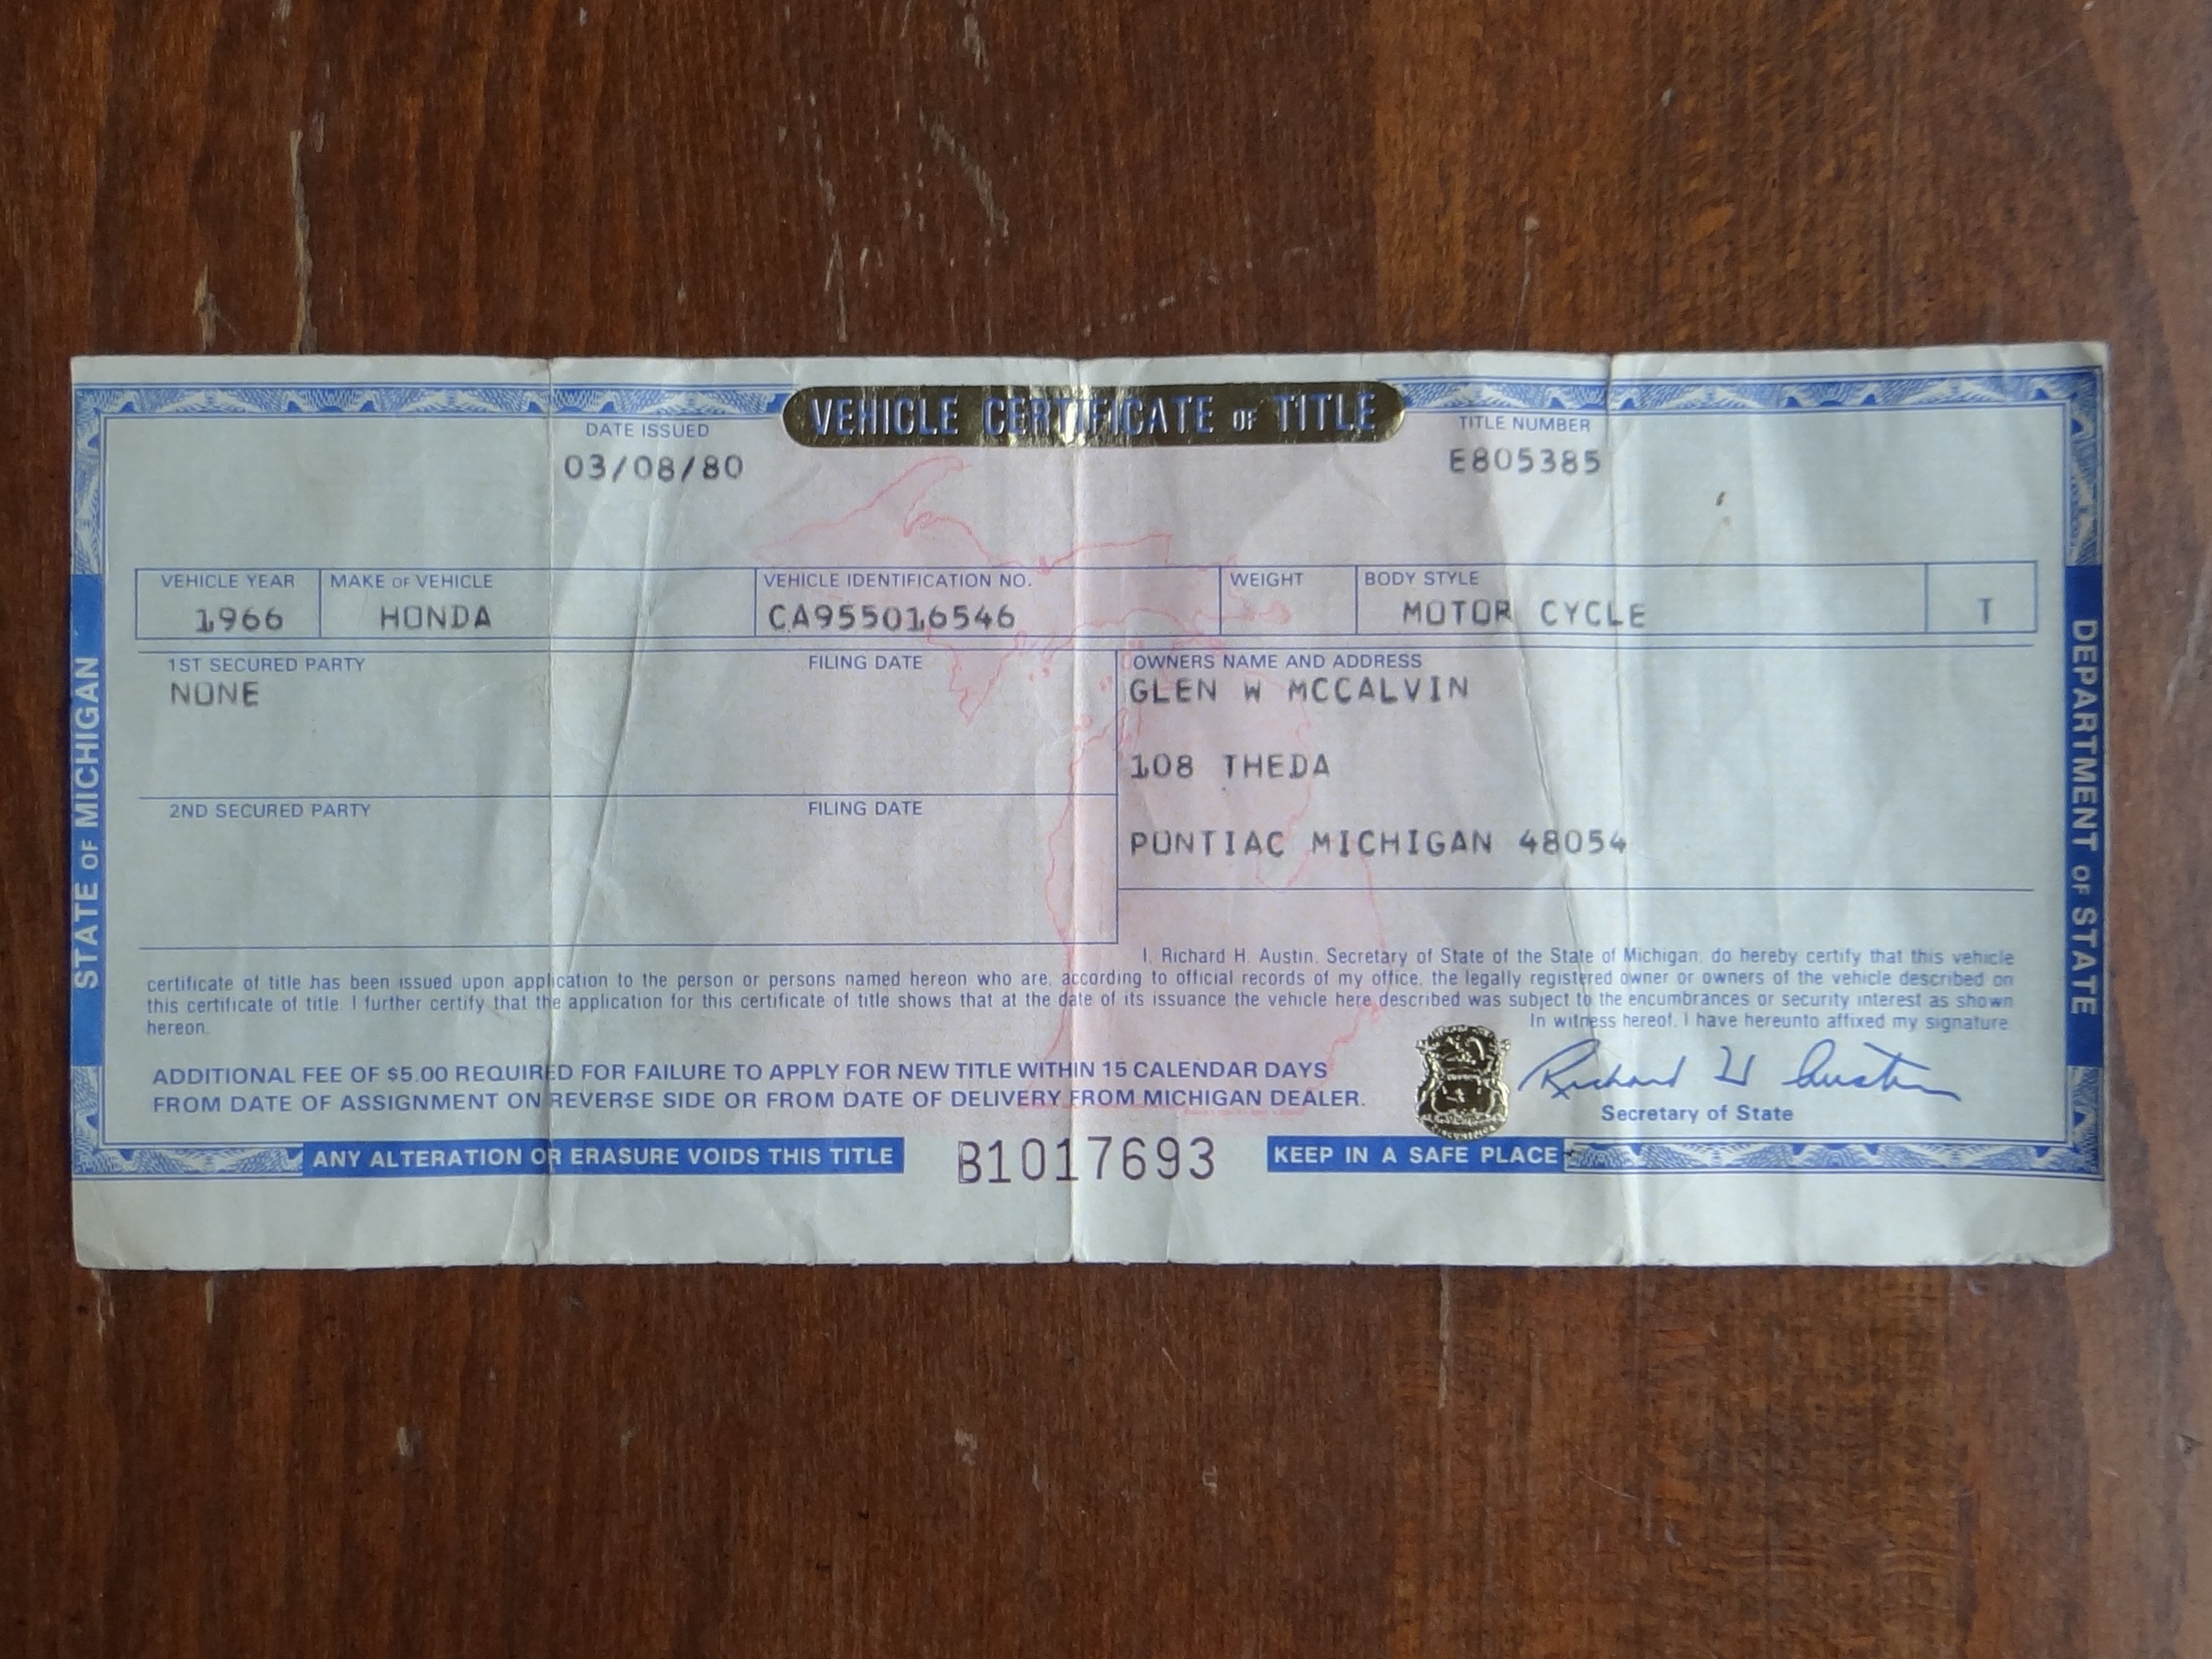 VEHICLE CERTIFICATE OF TITLE
DATE ISSUED
03/08/80
TITLE NUMBER
E805385
VEHICLE YEAR
1966
MAKE OF VEHICLE
HONDA
VEHICLE IDENTIFICATION NO.
CA955016546
WEIGHT
BODY STYLE
MOTOR CYCLE
T
1ST SECURED PARTY
FILING DATE
NONE
2ND SECURED PARTY
FILING DATE
OWNERS NAME AND ADDRESS
GLEN W MCCALVIN
108 THEDA
PONTIAC MICHIGAN 48054
I, Richard H. Austin, Secretary of State of the State of Michigan, do hereby certify that this vehicle
certificate of title has been issued upon application to the person or persons named hereon who are, according to official records of my office, the legally registered owner or owners of the vehicle described on
this certificate of title. I further certify that the application for this certificate of title shows that at the date of its issuance the vehicle here described was subject to the encumbrances or security interest as shown
hereon.
In witness hereof, I have hereunto affixed my signature
ADDITIONAL FEE OF $5.00 REQUIRED FOR FAILURE TO APPLY FOR NEW TITLE WITHIN 15 CALENDAR DAYS
FROM DATE OF ASSIGNMENT ON REVERSE SIDE OR FROM DATE OF DELIVERY FROM MICHIGAN DEALER.
Richard H Austin
Secretary of State
ANY ALTERATION OR ERASURE VOIDS THIS TITLE
B1017693
KEEP IN A SAFE PLACE
STATE OF MICHIGAN
DEPARTMENT OF STATE